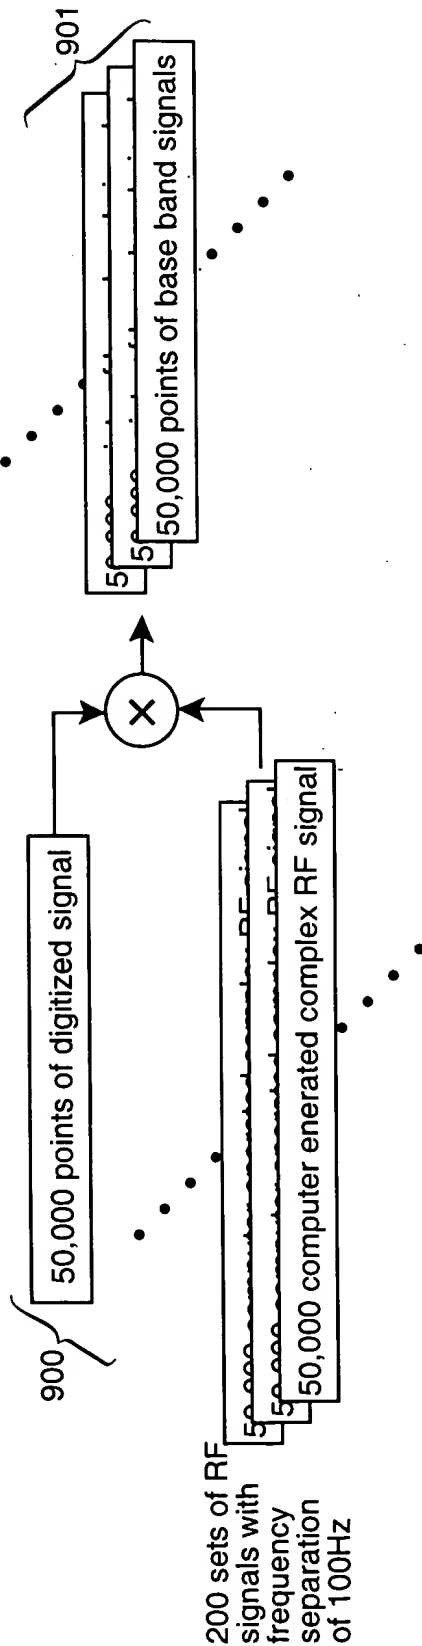 900
50,000 points of digitized signal
200 sets of RF
signals with
frequency
separation
of 100Hz
50,000 computer enerated complex RF signal
×
901
50,000 points of base band signals